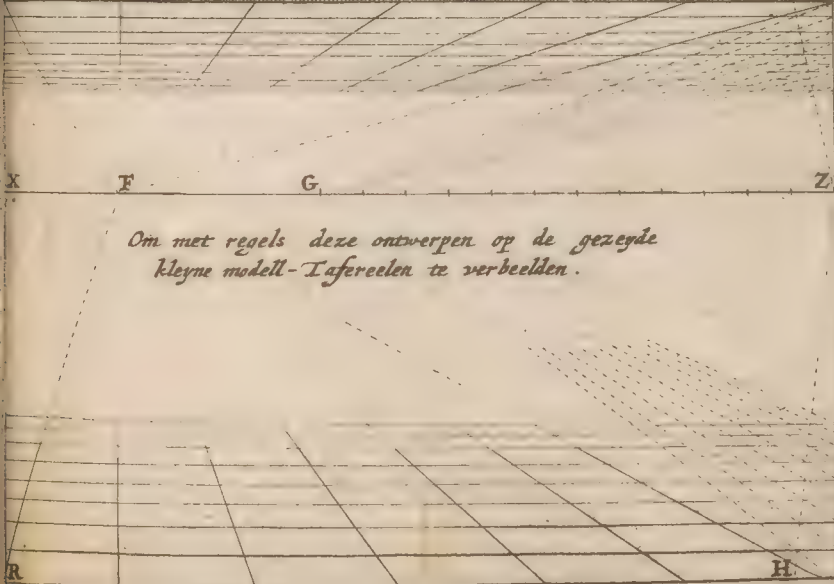 X F G Z
Om met regels deze ontwerpen op de gezeyde
kleyne modell-Tafereelen te verbeelden.
R H